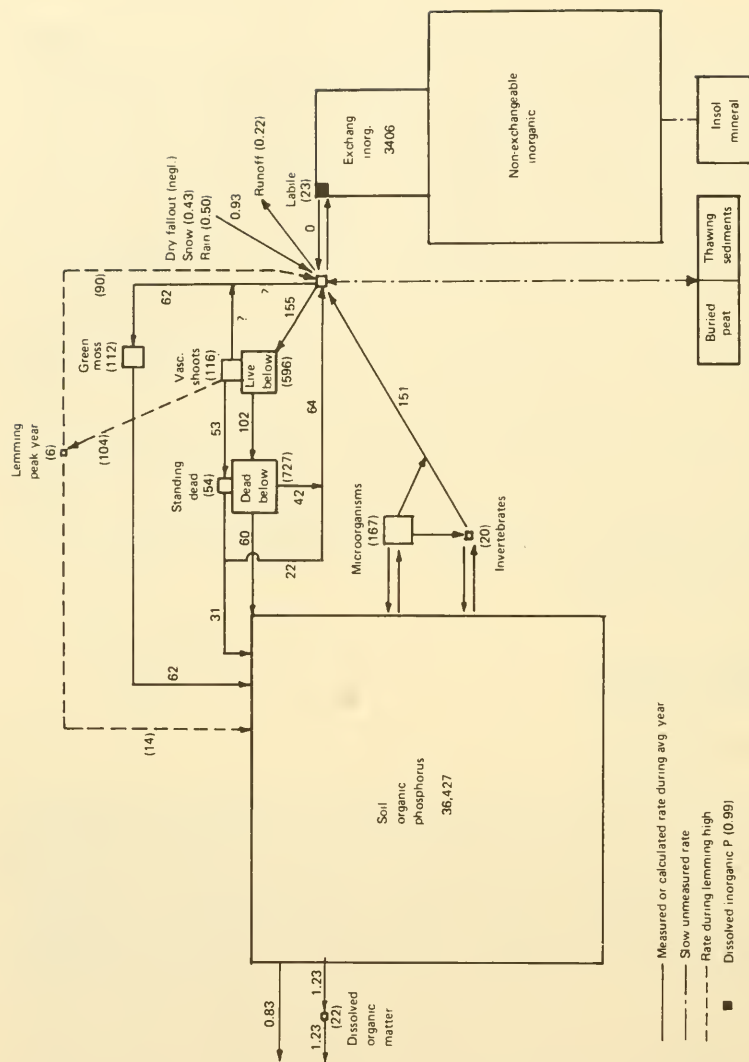 Lemming
peak year
(6)
(90)
62
Green
moss
(112)
(104)
Dry fallout (negl.)
Snow (0.43)
Rain (0.50)
0.93
Runoff (0.22)
Vasc.
shoots
(116)
?
?
Labile
(23)
0
Exchang
inorg.
3406
Non-exchangeable
inorganic
Insol
mineral
Buried
peat
Thawing
sediments
155
Live
below
(596)
53
102
Standing
dead
(54)
Dead
below
(727)
42
64
60
22
31
62
(14)
151
Microorganisms
(167)
(20)
Invertebrates
Soil
organic
phosphorus
36,427
0.83
1.23
1.23
(22)
Dissolved
organic
matter
Measured or calculated rate during avg. year
Slow unmeasured rate
Rate during lemming high
Dissolved inorganic P (0.99)